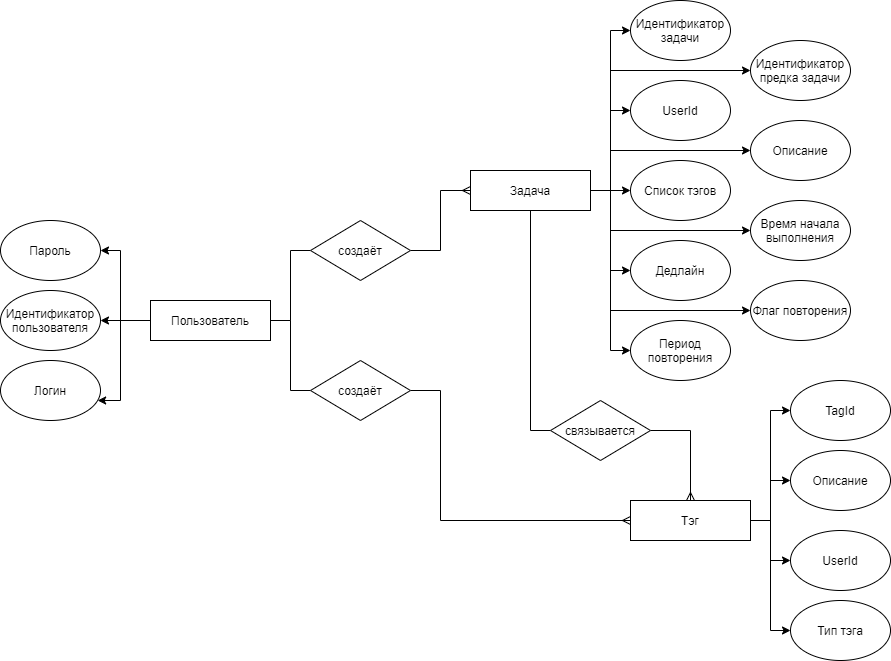 Идентификатор
задачи
Идентификатор
предка задачи
UserId
Описание
Задача
Список тэгов
Время начала
выполнения
создаёт
Пароль
Дедлайн
Идентификатор
пользователя
Пользователь
Флаг повторения
Период
повторения
Логин
создаёт
TagId
связывается
Описание
Тэг
UserId
Тип тэга